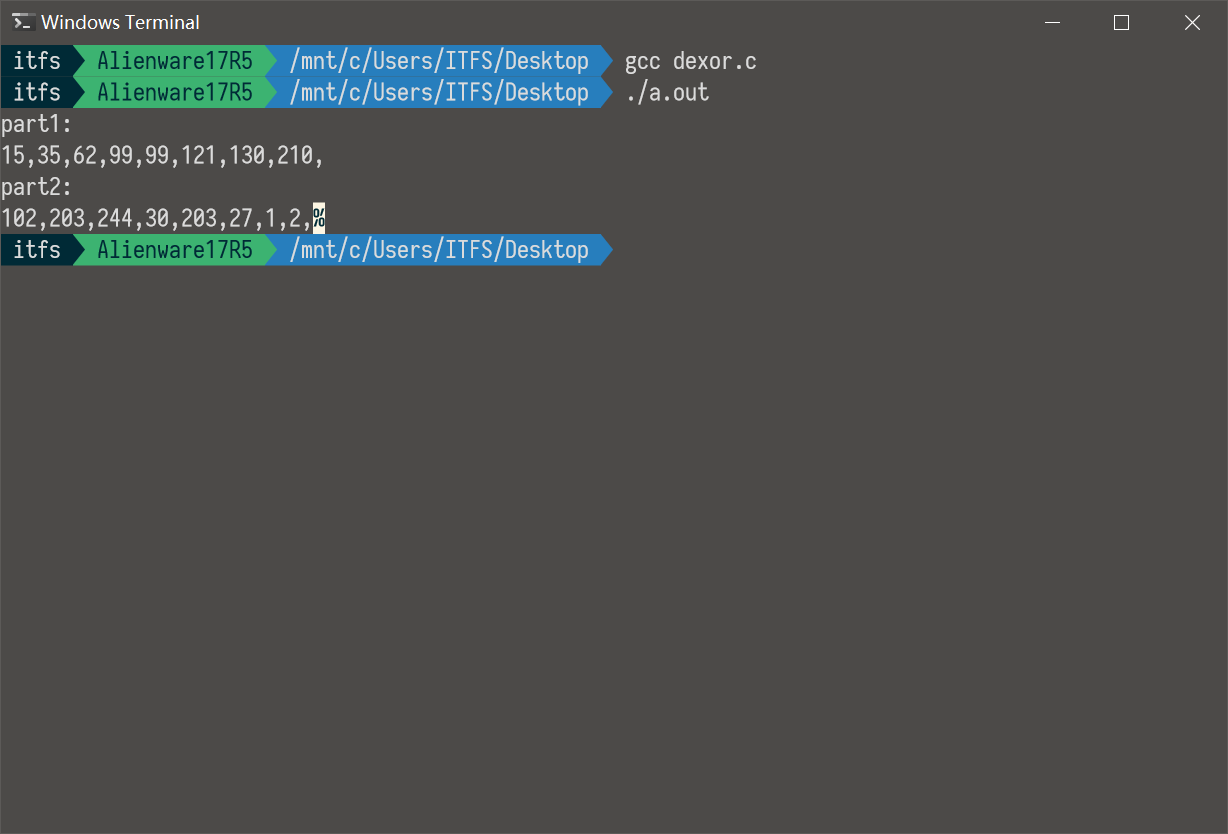 Windows Terminal
itfs Alienware17R5 /mnt/c/Users/ITFS/Desktop gcc dexor.c
itfs Alienware17R5 /mnt/c/Users/ITFS/Desktop ./a.out
part1:
15,35,62,99,99,121,130,210,
part2:
102,203,244,30,203,27,1,2,%
itfs Alienware17R5 /mnt/c/Users/ITFS/Desktop